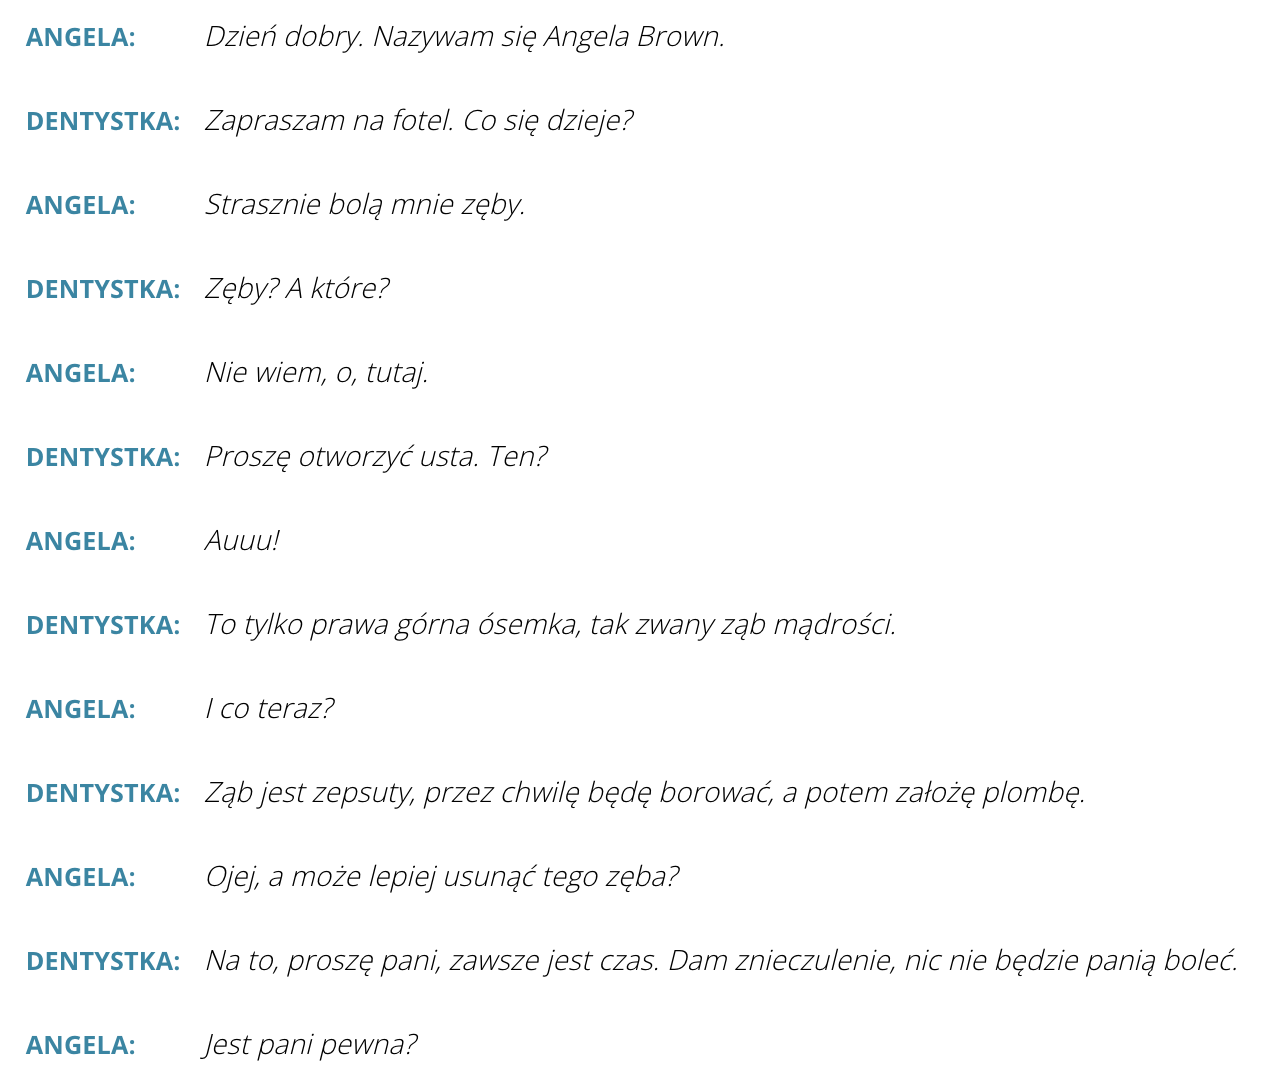 ANGELA: Dzień dobry. Nazywam się Angela Brown.
DENTYSTKA: Zapraszam na fotel. Co się dzieje?
ANGELA: Strasznie bolą mnie zęby.
DENTYSTKA: Zęby? A które?
ANGELA: Nie wiem, o, tutaj.
DENTYSTKA: Proszę otworzyć usta. Ten?
ANGELA: Auuu!
DENTYSTKA: To tylko prawa górna ósemka, tak zwany ząb mądrości.
ANGELA: I co teraz?
DENTYSTKA: Ząb jest zepsuty, przez chwilę będę borować, a potem założę plombę.
ANGELA: Ojej, a może lepiej usunąć tego zęba?
DENTYSTKA: Na to, proszę pani, zawsze jest czas. Dam znieczulenie, nic nie będzie panią boleć.
ANGELA: Jest pani pewna?